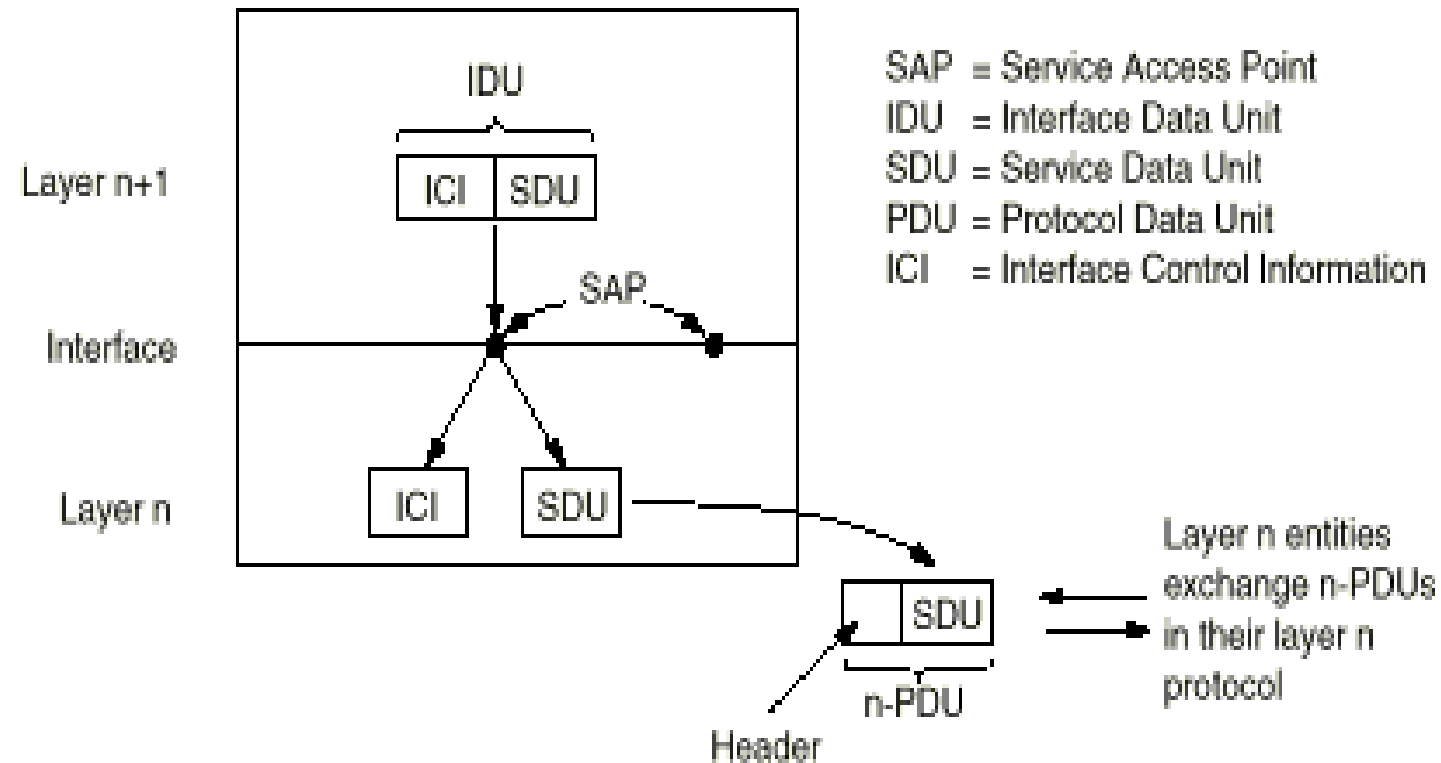 IDU
SAP = Service Access Point
IDU = Interface Data Unit
SDU = Service Data Unit
PDU = Protocol Data Unit
ICI = Interface Control Information
Layer n+1
ICI SDU
SAP
Interface
Layer n
ICI
SDU
Layer n entities
exchange n-PDUs
in their layer n
protocol
SDU
n-PDU
Header